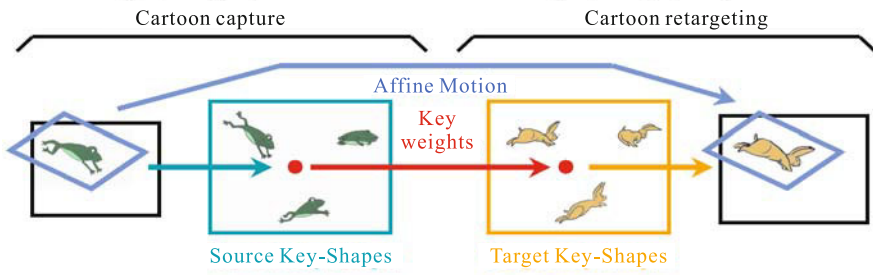 Cartoon capture
Cartoon retargeting
Affine Motion
Key
weights
Source Key-Shapes
Target Key-Shapes